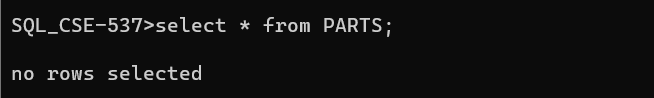 SQL_CSE-537>select * from PARTS;
no rows selected